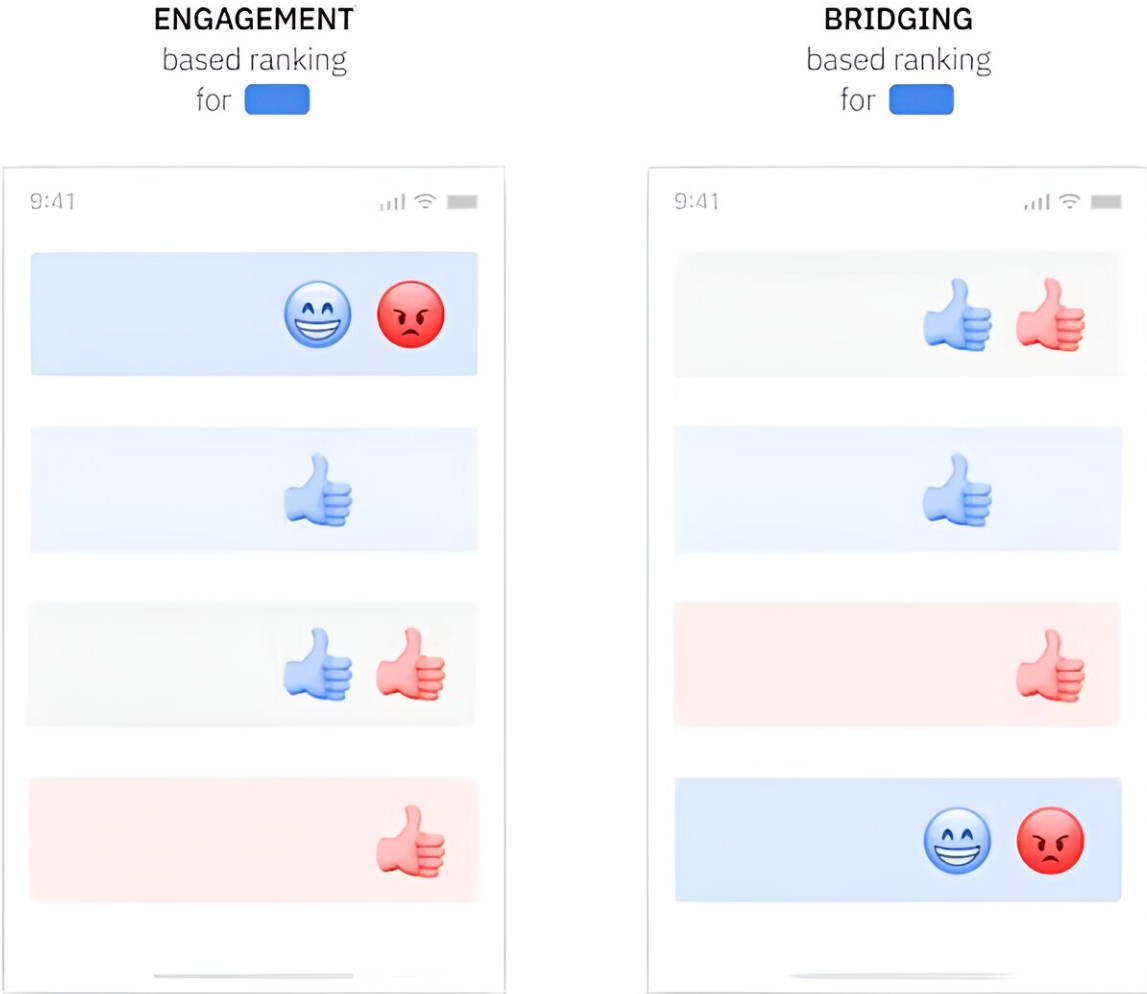 ENGAGEMENT
based ranking
for
9:41
BRIDGING
based ranking
for
9:41